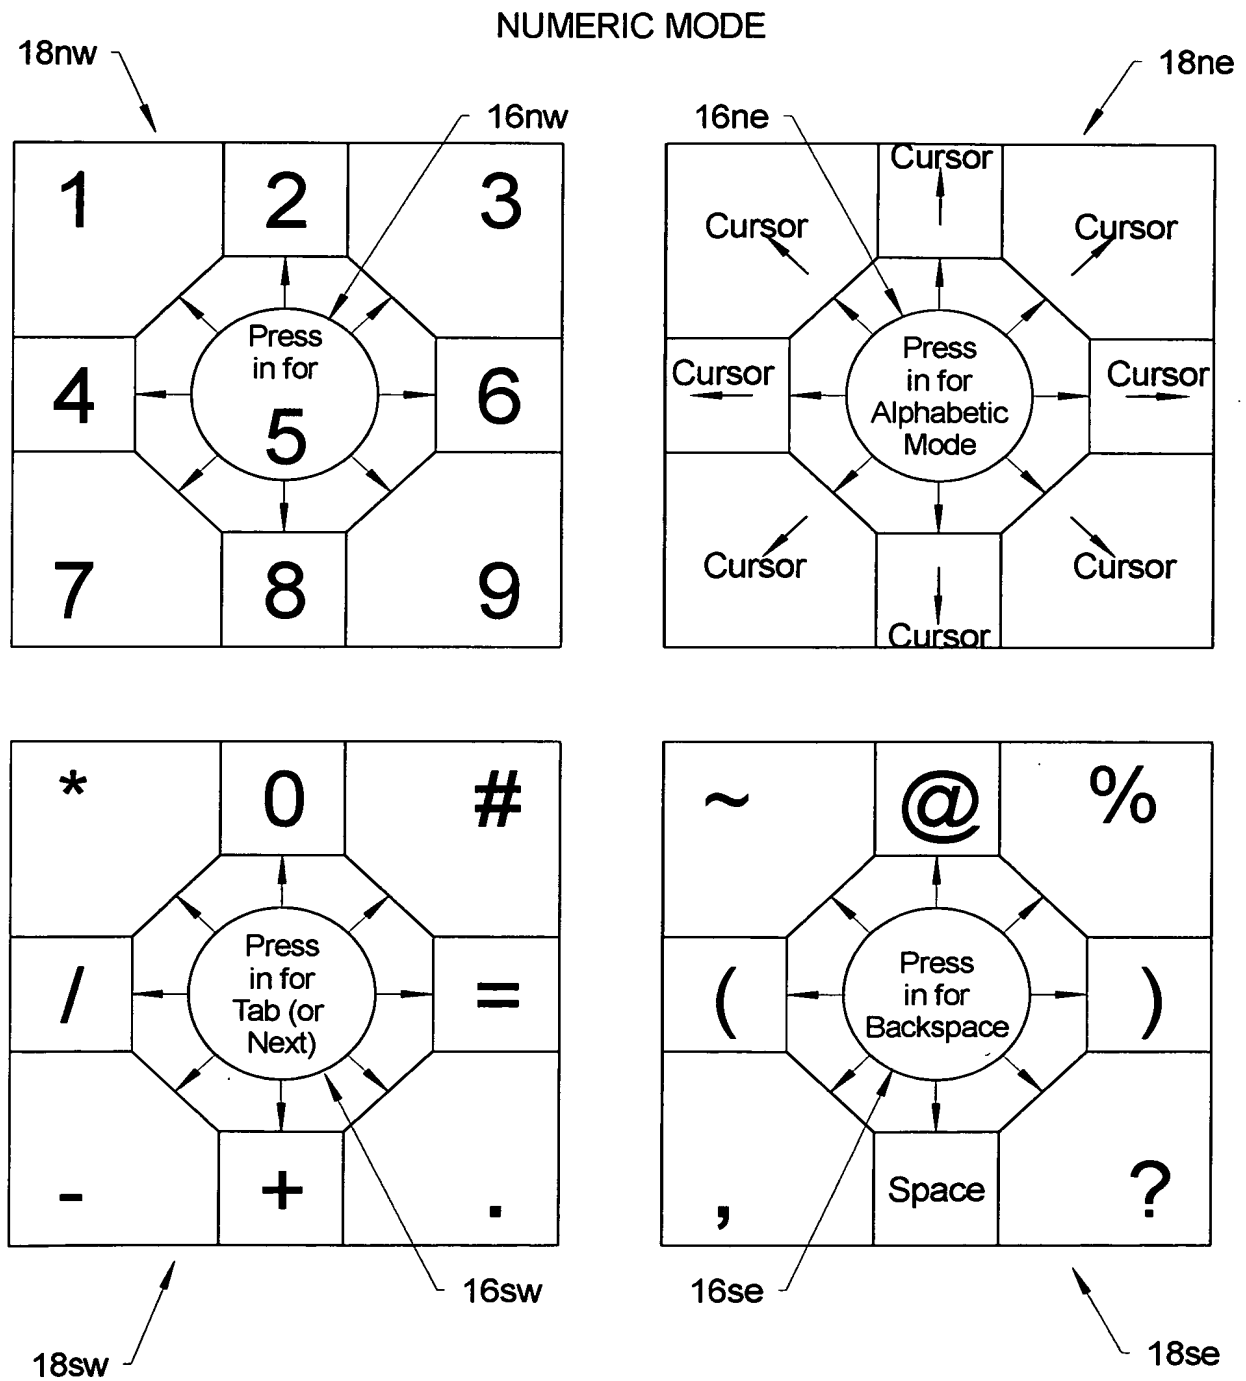 NUMERIC MODE
18nw
18ne
16nw
16ne
1
2
3
Press
in for
5
4
6
7
8
9
Cursor
Cursor
Cursor
Cursor
Press
in for
Alphabetic
Mode
Cursor
Cursor
Cursor
Cursor
*
0
#
/
Press
in for
Tab (or
Next)
=
-
+
.
~
@
%
(
Press
in for
Backspace
)
,
Space
?
16sw
16se
18sw
18se